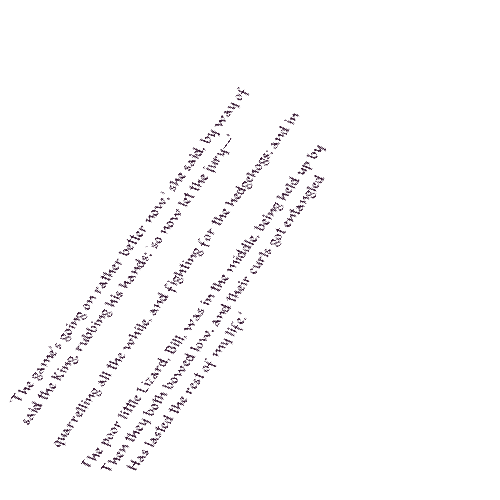 'The game's going on rather better now,' she said, by way of
said the King, rubbing his hands; 'so now let the jury—'
quarrelling all the while, and fighting for the hedgehogs; and in
The poor little Lizard, Bill, was in the middle, being held up by
Then they both bowed low, and their curls got entangled
Has lasted the rest of my life.'